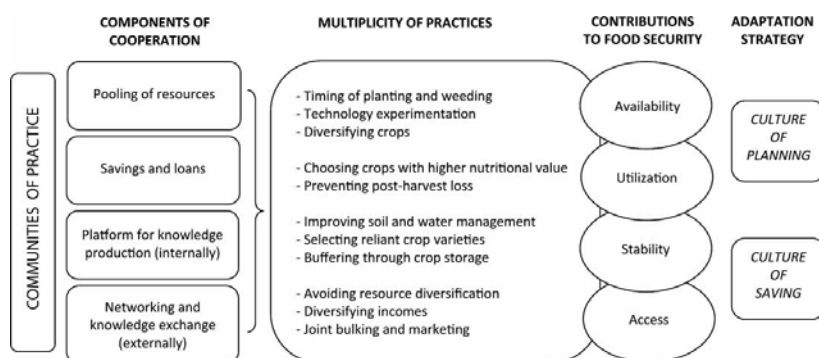 COMPONENTS OF
COOPERATION
MULTIPLICITY OF PRACTICES
CONTRIBUTIONS
TO FOOD SECURITY
ADAPTATION
STRATEGY
COMMUNITIES OF PRACTICE
Pooling of resources
Savings and loans
Platform for knowledge
production (internally)
Networking and
knowledge exchange
(externally)
- Timing of planting and weeding
- Technology experimentation
- Diversifying crops
- Choosing crops with higher nutritional value
- Preventing post-harvest loss
- Improving soil and water management
- Selecting reliant crop varieties
- Buffering through crop storage
- Avoiding resource diversification
- Diversifying incomes
- Joint bulking and marketing
Availability
Utilization
Stability
Access
CULTURE
OF
PLANNING
CULTURE
OF
SAVING